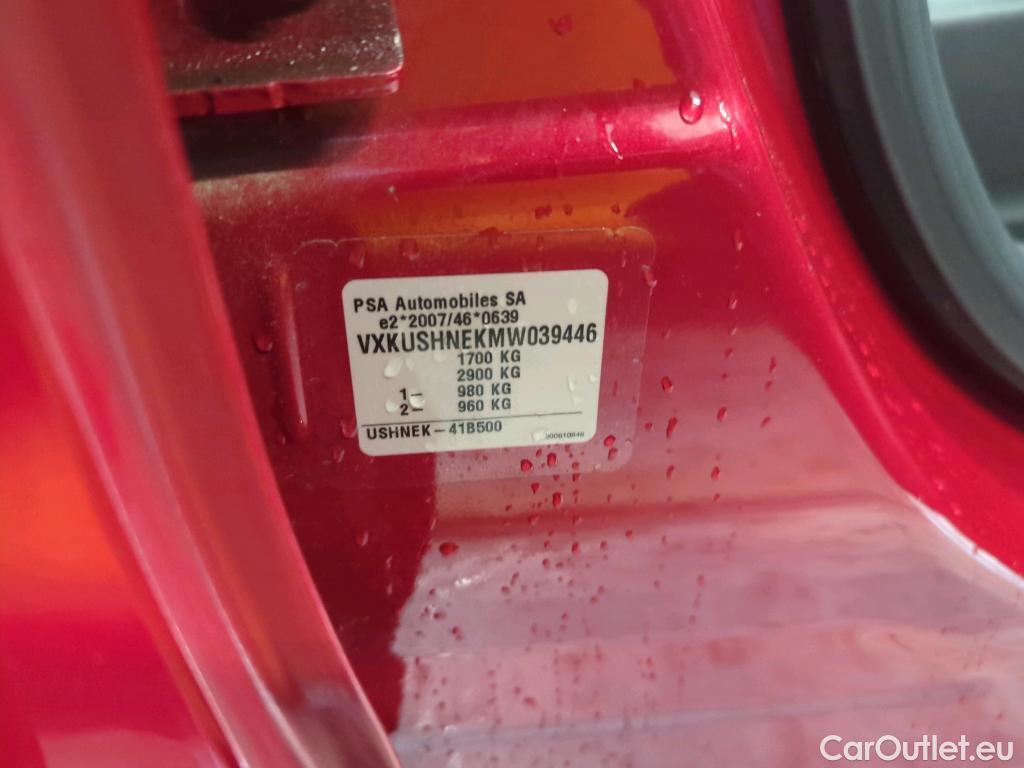 PSA Automobiles SA
e2*2007/46*0639
VXKUSHNEKMW039446
1700 KG
2900 KG
1– 980 KG
2– 960 KG
USHNEK–41B500
CarOutlet.eu